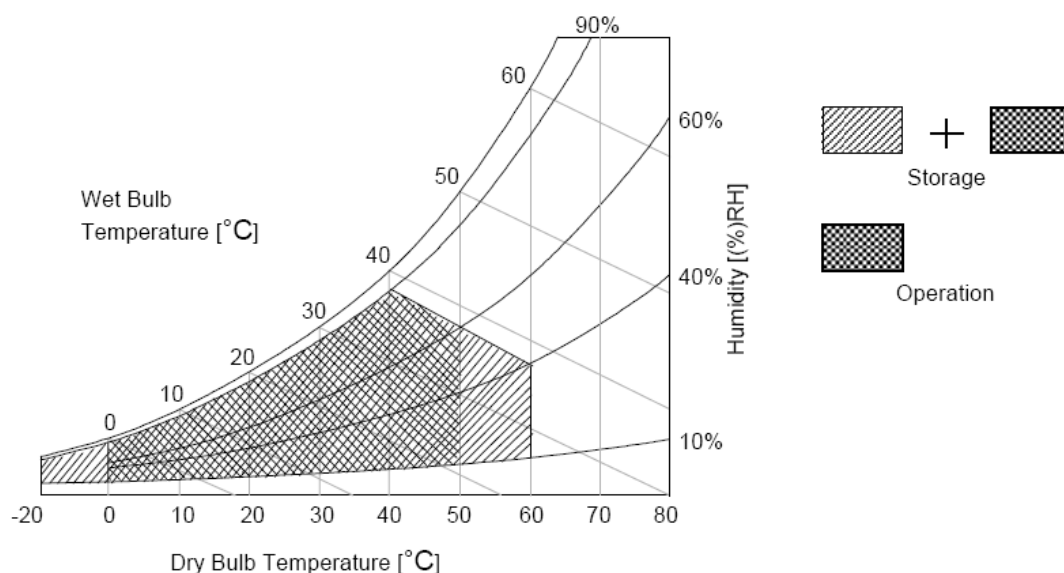 90%
60
60%
50
Wet Bulb
Temperature [°C]
40
40%
30
20
10
0
10%
Humidity [(%)RH]
-20 0 10 20 30 40 50 60 70 80
Dry Bulb Temperature [°C]
+
Storage
Operation